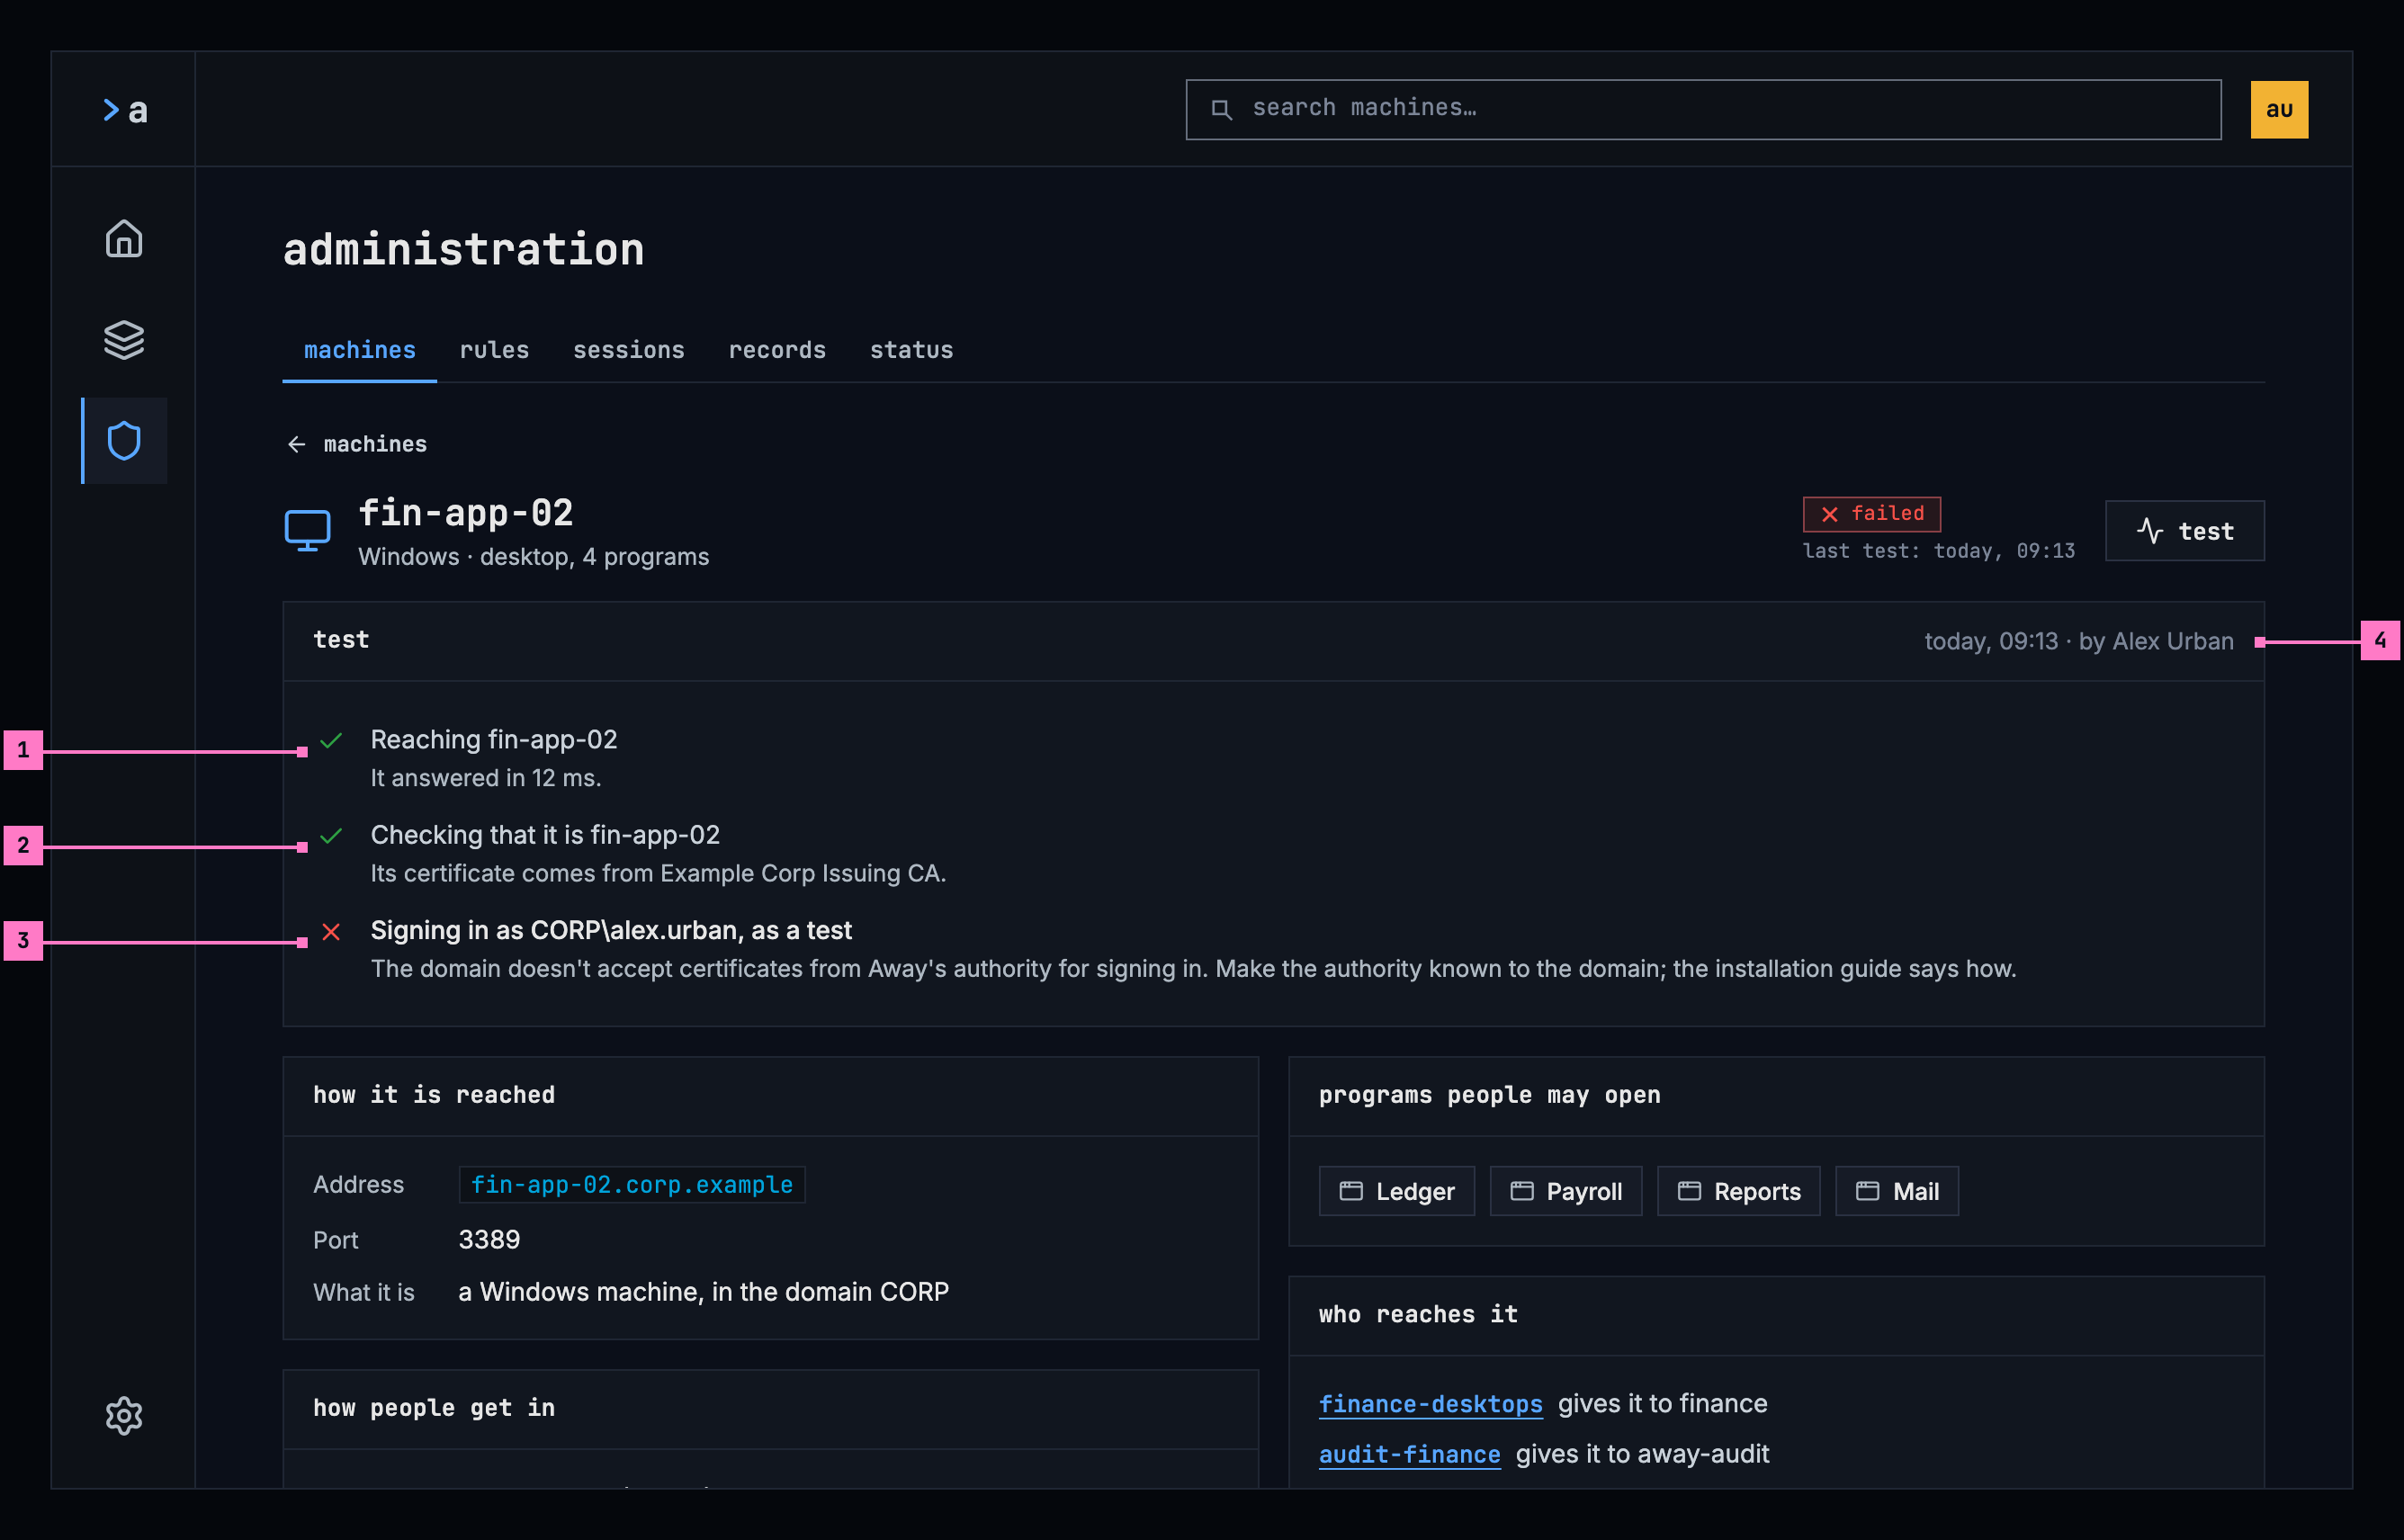 > a
search machines…
au
administration
machines rules sessions records status
← machines
fin-app-02
Windows · desktop, 4 programs
failed
last test: today, 09:13
test
test
today, 09:13 · by Alex Urban
4
1
Reaching fin-app-02
It answered in 12 ms.
2
Checking that it is fin-app-02
Its certificate comes from Example Corp Issuing CA.
3
Signing in as CORP\alex.urban, as a test
The domain doesn't accept certificates from Away's authority for signing in. Make the authority known to the domain; the installation guide says how.
how it is reached
Address fin-app-02.corp.example
Port 3389
What it is a Windows machine, in the domain CORP
how people get in
programs people may open
Ledger Payroll Reports Mail
who reaches it
finance-desktops gives it to finance
audit-finance gives it to away-audit